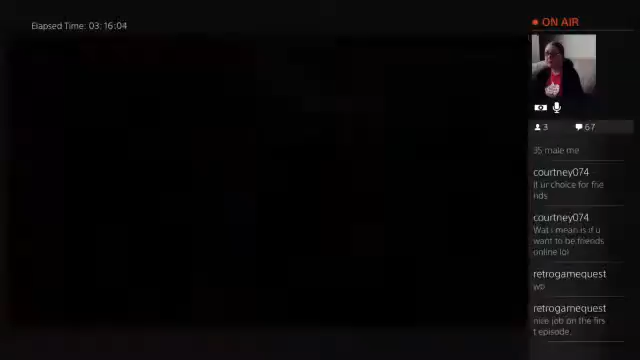 Elapsed Time: 03:16:04
ON AIR
3
67
35 male me
courtney074
If ur choice for frie
nds
courtney074
Wat i mean is if u
want to be friends
online lol
retrogamequest
wb
retrogamequest
nice job on the firs
t episode.